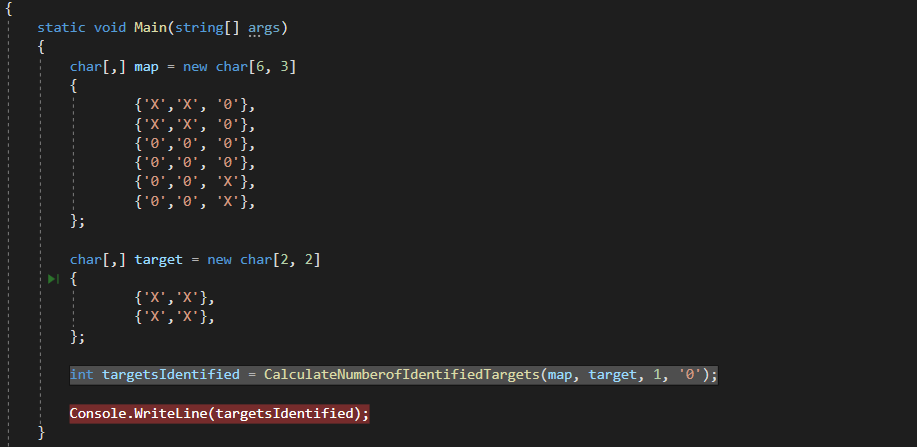 {
static void Main(string[] args)
{
char[,] map = new char[6, 3]
{
{'X','X', '0'},
{'X','X', '0'},
{'0','0', '0'},
{'0','0', '0'},
{'0','0', 'X'},
{'0','0', 'X'},
};
char[,] target = new char[2, 2]
{
{'X','X'},
{'X','X'},
};
int targetsIdentified = CalculateNumberofIdentifiedTargets(map, target, 1, '0');
Console.WriteLine(targetsIdentified);
}